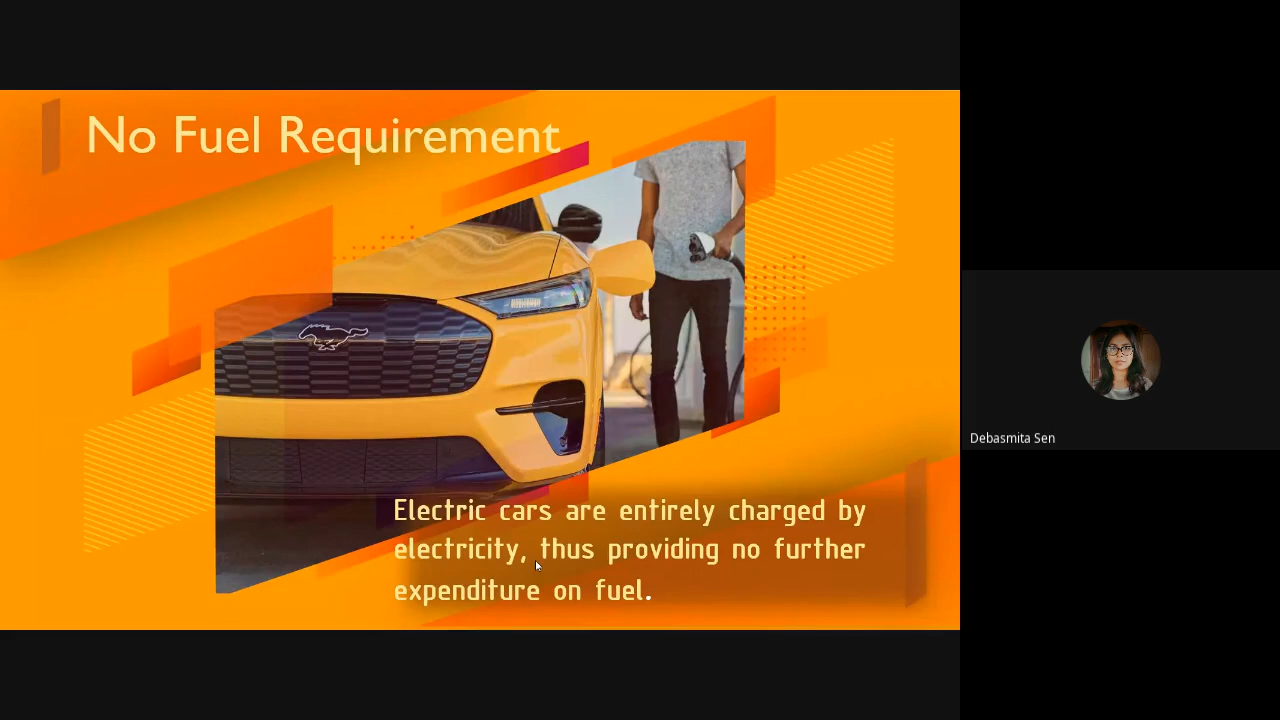 No Fuel Requirement
Electric cars are entirely charged by
electricity, thus providing no further
expenditure on fuel.
Debasmita Sen